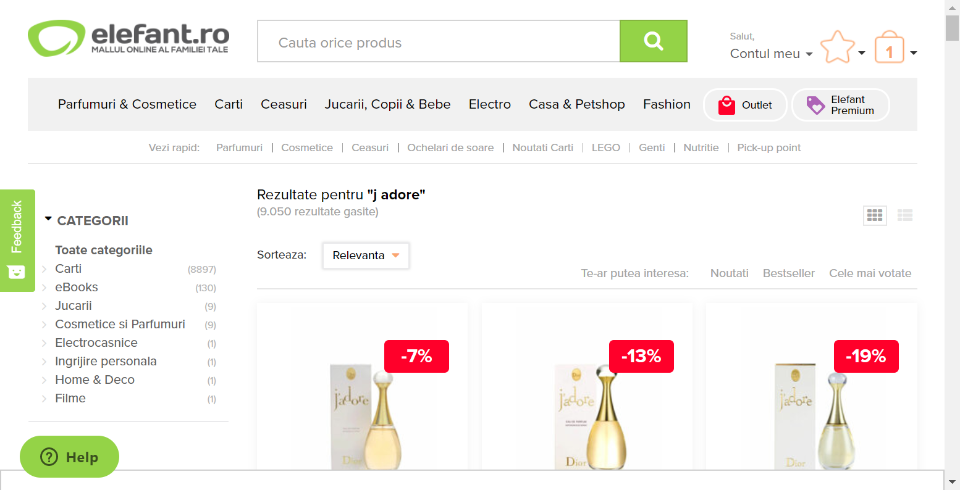 elefant.ro
MALLUL ONLINE AL FAMILIEI TALE
Cauta orice produs
Salut,
Contul meu
1
Parfumuri & Cosmetice Carti Ceasuri Jucarii, Copii & Bebe Electro Casa & Petshop Fashion Outlet Elefant Premium
Vezi rapid: Parfumuri | Cosmetice | Ceasuri | Ochelari de soare | Noutati Carti | LEGO | Genti | Nutritie | Pick-up point
Feedback
Rezultate pentru "j adore"
(9.050 rezultate gasite)
CATEGORII
Toate categoriile
Carti (8897)
eBooks (130)
Jucarii (9)
Cosmetice si Parfumuri (9)
Electrocasnice (1)
Ingrijire personala (1)
Home & Deco (1)
Filme (1)
Sorteaza: Relevanta
Te-ar putea interesa: Noutati Bestseller Cele mai votate
-7% -13% -19%
j'adore j'adore j'adore
Dior Dior Dior
Help